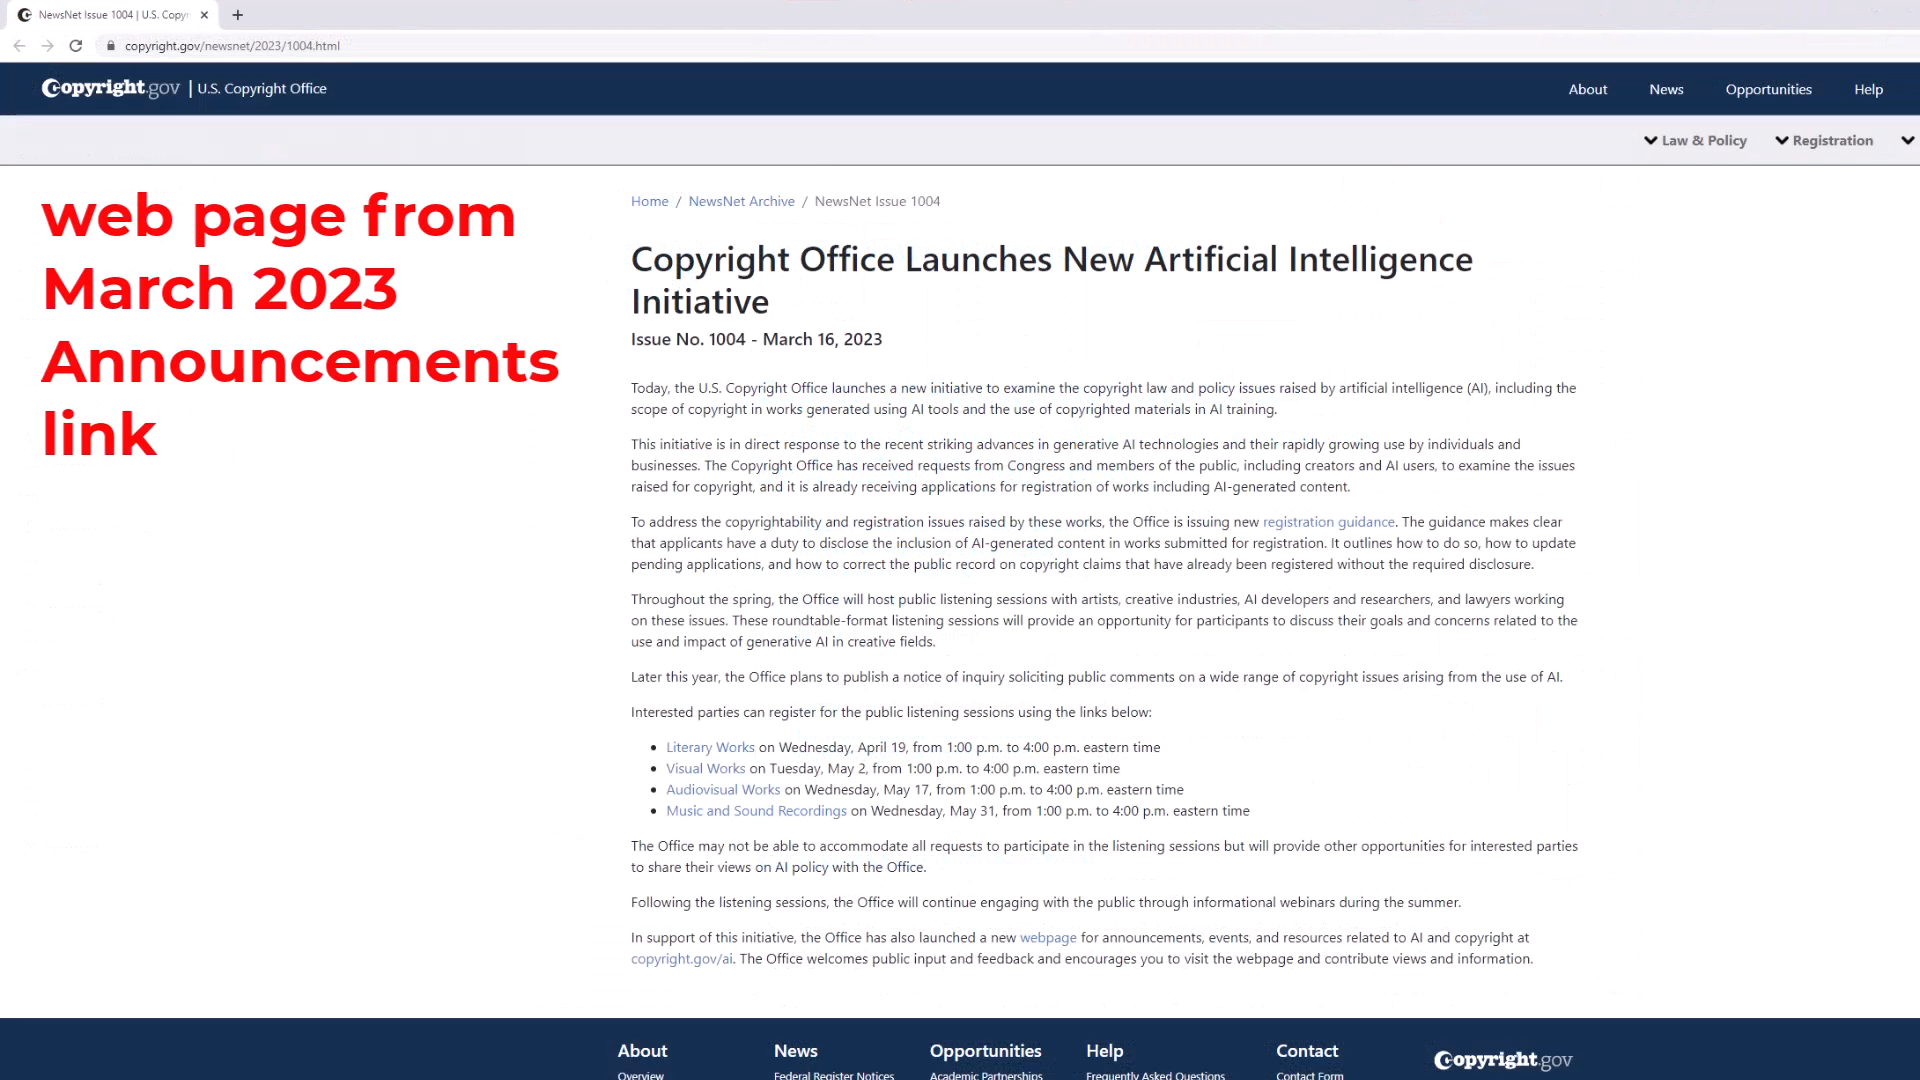 NewsNet Issue 1004 | U.S. Copyr
copyright.gov/newsnet/2023/1004.html
Copyright.gov | U.S. Copyright Office
About News Opportunities Help
Law & Policy Registration
web page from
March 2023
Announcements
link
Home / NewsNet Archive / NewsNet Issue 1004
Copyright Office Launches New Artificial Intelligence
Initiative
Issue No. 1004 - March 16, 2023
Today, the U.S. Copyright Office launches a new initiative to examine the copyright law and policy issues raised by artificial intelligence (AI), including the
scope of copyright in works generated using AI tools and the use of copyrighted materials in AI training.
This initiative is in direct response to the recent striking advances in generative AI technologies and their rapidly growing use by individuals and
businesses. The Copyright Office has received requests from Congress and members of the public, including creators and AI users, to examine the issues
raised for copyright, and it is already receiving applications for registration of works including AI-generated content.
To address the copyrightability and registration issues raised by these works, the Office is issuing new registration guidance. The guidance makes clear
that applicants have a duty to disclose the inclusion of AI-generated content in works submitted for registration. It outlines how to do so, how to update
pending applications, and how to correct the public record on copyright claims that have already been registered without the required disclosure.
Throughout the spring, the Office will host public listening sessions with artists, creative industries, AI developers and researchers, and lawyers working
on these issues. These roundtable-format listening sessions will provide an opportunity for participants to discuss their goals and concerns related to the
use and impact of generative AI in creative fields.
Later this year, the Office plans to publish a notice of inquiry soliciting public comments on a wide range of copyright issues arising from the use of AI.
Interested parties can register for the public listening sessions using the links below:
• Literary Works on Wednesday, April 19, from 1:00 p.m. to 4:00 p.m. eastern time
• Visual Works on Tuesday, May 2, from 1:00 p.m. to 4:00 p.m. eastern time
• Audiovisual Works on Wednesday, May 17, from 1:00 p.m. to 4:00 p.m. eastern time
• Music and Sound Recordings on Wednesday, May 31, from 1:00 p.m. to 4:00 p.m. eastern time
The Office may not be able to accommodate all requests to participate in the listening sessions but will provide other opportunities for interested parties
to share their views on AI policy with the Office.
Following the listening sessions, the Office will continue engaging with the public through informational webinars during the summer.
In support of this initiative, the Office has also launched a new webpage for announcements, events, and resources related to AI and copyright at
copyright.gov/ai. The Office welcomes public input and feedback and encourages you to visit the webpage and contribute views and information.
About News Opportunities Help Contact Copyright.gov
Overview Federal Register Notices Academic Partnerships Frequently Asked Questions Contact Form